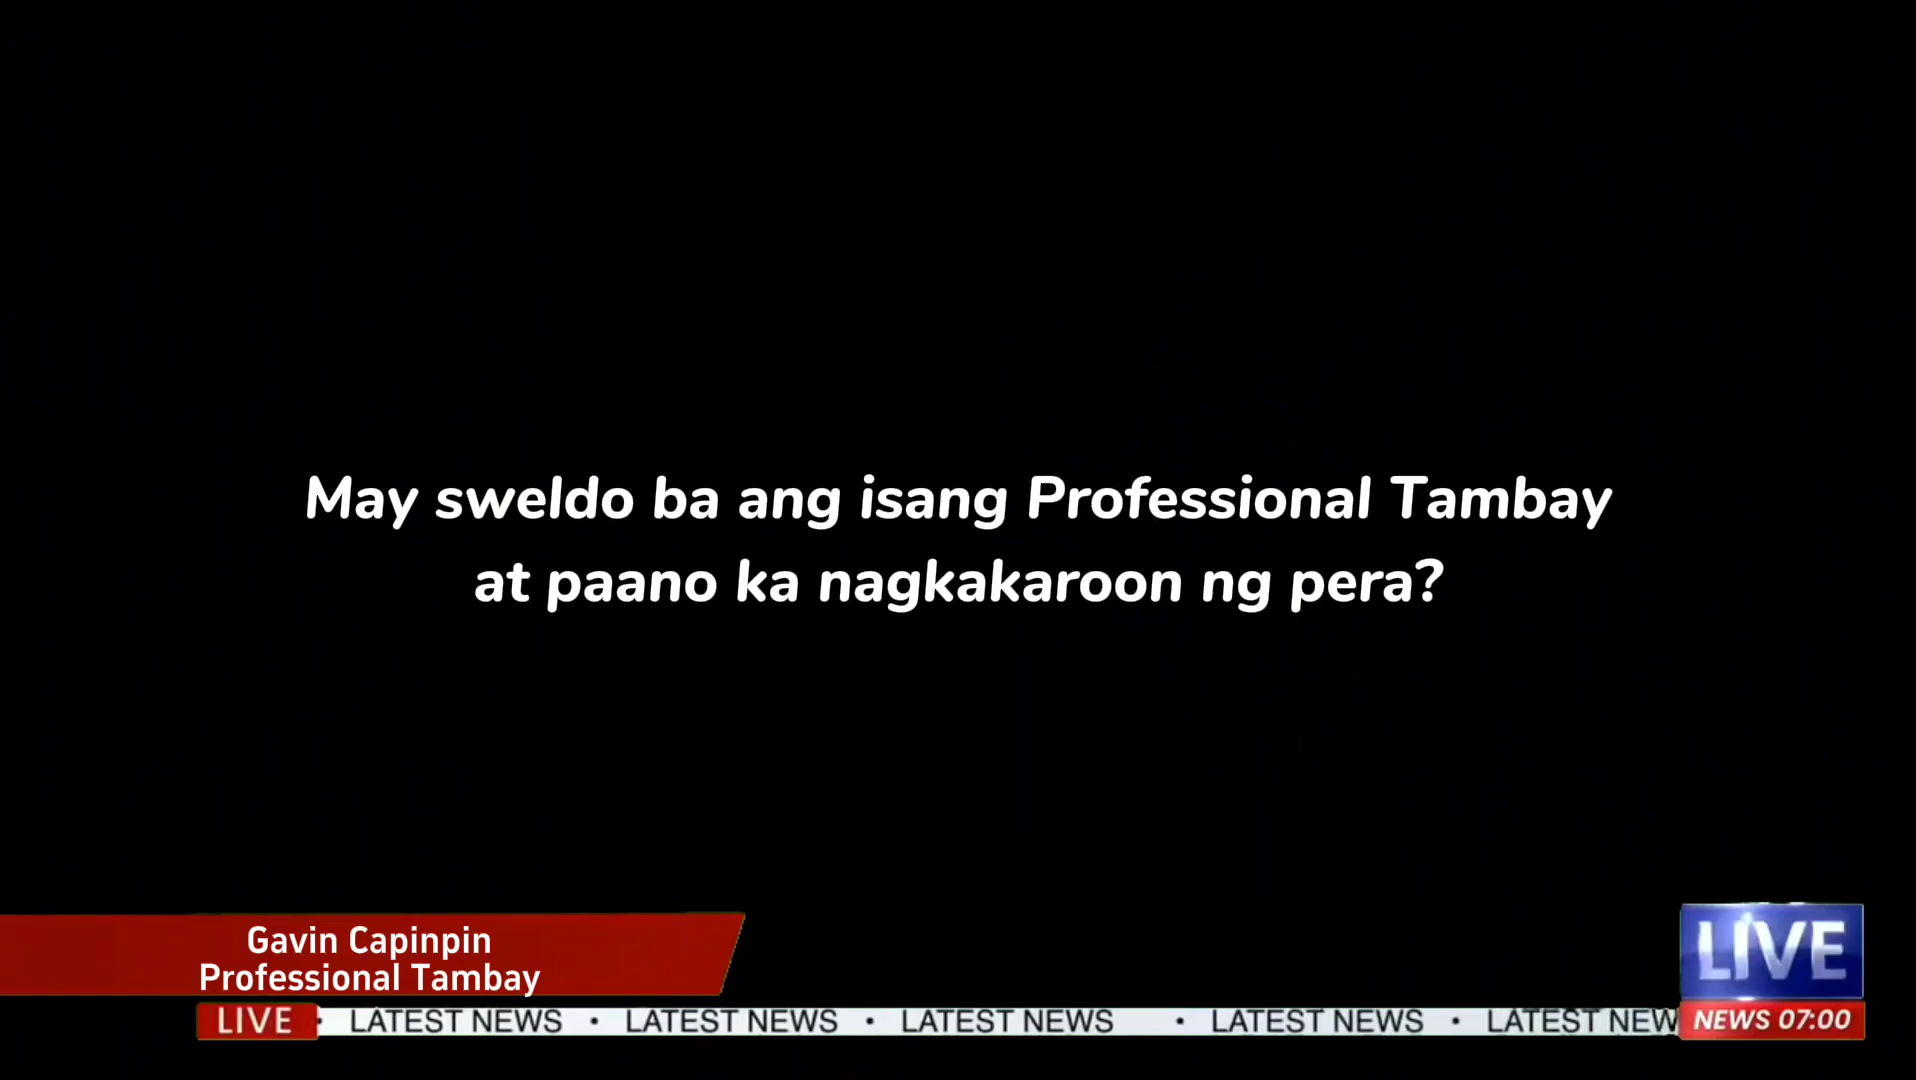 May sweldo ba ang isang Professional Tambay
at paano ka nagkakaroon ng pera?
Gavin Capinpin
Professional Tambay
LIVE
LIVE • LATEST NEWS • LATEST NEWS • LATEST NEWS • LATEST NEWS • LATEST NEW
NEWS 07:00